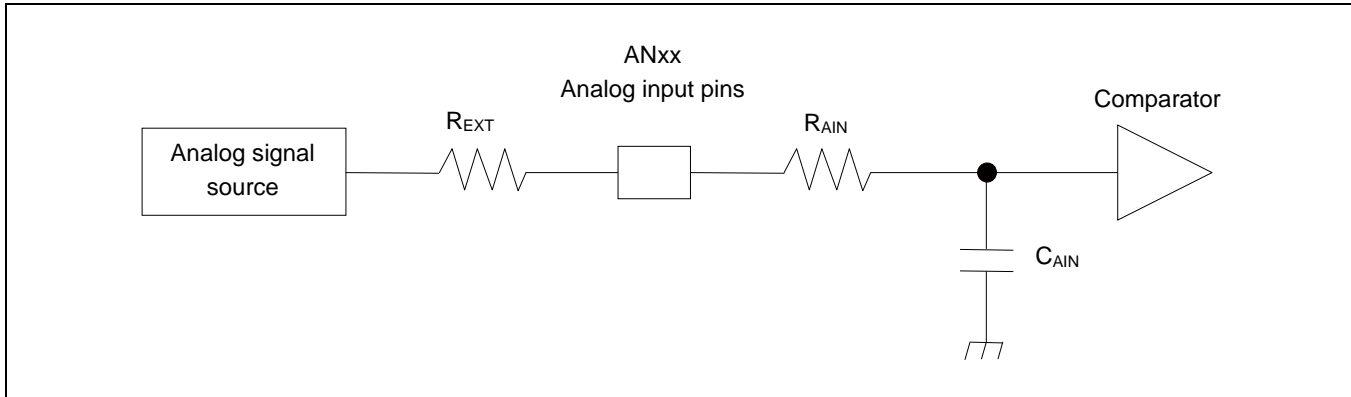 ANxx
Analog input pins
Comparator
REXT
RAIN
Analog signal
source
CAIN